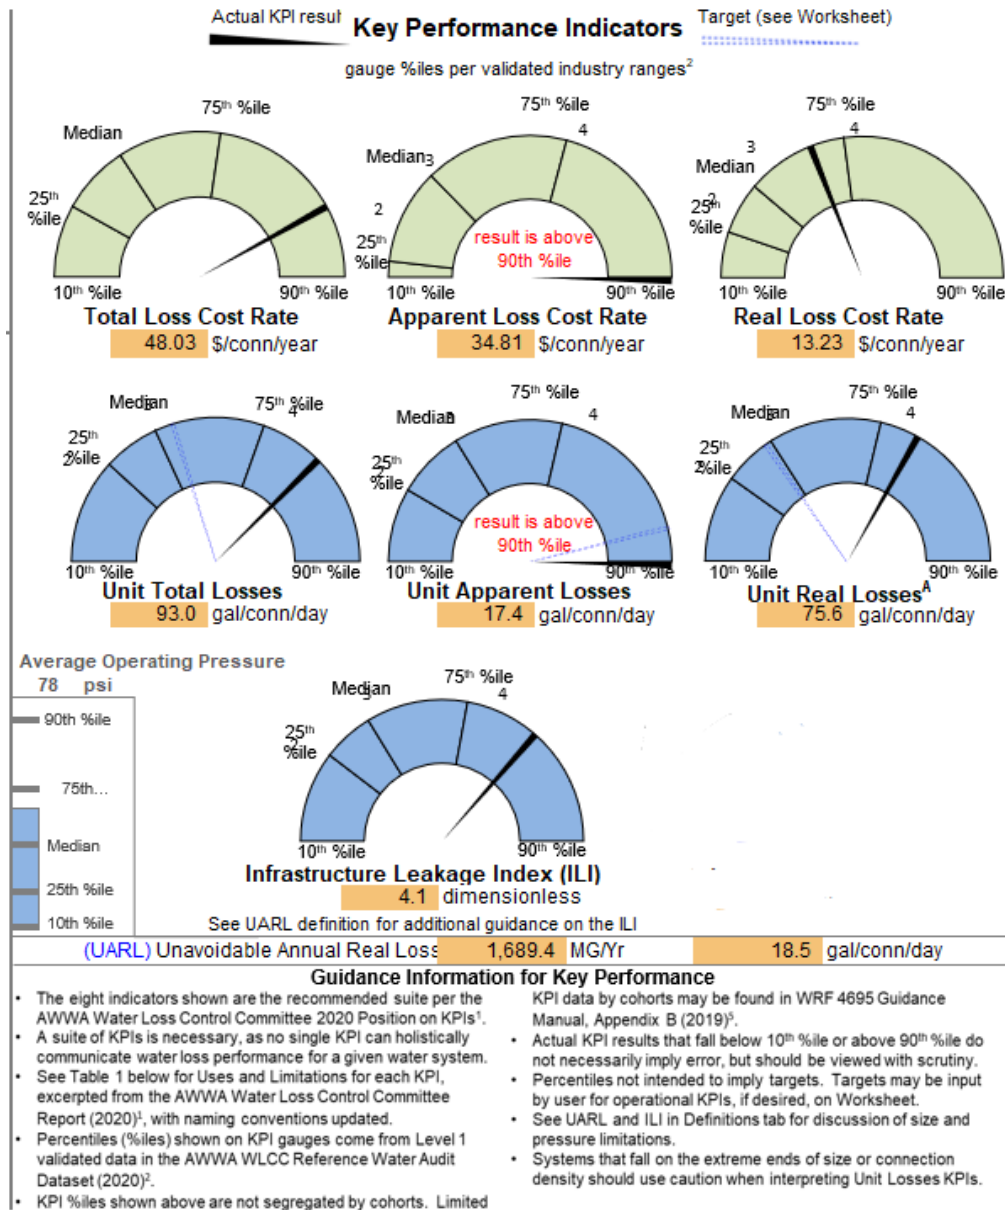 Actual KPI result
Key Performance Indicators
Target (see Worksheet)
gauge %iles per validated industry ranges²
75th %ile
Median
25th %ile
10th %ile
90th %ile
Total Loss Cost Rate
48.03 $/conn/year
75th %ile
4
Median
3
2
25th %ile
result is above
90th %ile
10th %ile
90th %ile
Apparent Loss Cost Rate
34.81 $/conn/year
75th %ile
4
3
Median
2
25th %ile
10th %ile
90th %ile
Real Loss Cost Rate
13.23 $/conn/year
Median
3
75th %ile
4
25th %ile
2
10th %ile
90th %ile
Unit Total Losses
93.0 gal/conn/day
75th %ile
4
Median
3
25th %ile
2
result is above
90th %ile
10th %ile
90th %ile
Unit Apparent Losses
17.4 gal/conn/day
75th %ile
4
Median
3
25th %ile
2
10th %ile
90th %ile
Unit Real Losses^A
75.6 gal/conn/day
Average Operating Pressure
78 psi
90th %ile
75th...
Median
25th %ile
10th %ile
75th %ile
4
Median
3
25th %ile
2
10th %ile
90th %ile
Infrastructure Leakage Index (ILI)
4.1 dimensionless
See UARL definition for additional guidance on the ILI
(UARL) Unavoidable Annual Real Loss 1,689.4 MG/Yr 18.5 gal/conn/day
Guidance Information for Key Performance
• The eight indicators shown are the recommended suite per the
AWWA Water Loss Control Committee 2020 Position on KPIs¹.
• A suite of KPIs is necessary, as no single KPI can holistically
communicate water loss performance for a given water system.
• See Table 1 below for Uses and Limitations for each KPI,
excerpted from the AWWA Water Loss Control Committee
Report (2020)¹, with naming conventions updated.
• Percentiles (%iles) shown on KPI gauges come from Level 1
validated data in the AWWA WLCC Reference Water Audit
Dataset (2020)².
• KPI %iles shown above are not segregated by cohorts. Limited
KPI data by cohorts may be found in WRF 4695 Guidance
Manual, Appendix B (2019)⁵.
• Actual KPI results that fall below 10th %ile or above 90th %ile do
not necessarily imply error, but should be viewed with scrutiny.
• Percentiles not intended to imply targets. Targets may be input
by user for operational KPIs, if desired, on Worksheet.
• See UARL and ILI in Definitions tab for discussion of size and
pressure limitations.
• Systems that fall on the extreme ends of size or connection
density should use caution when interpreting Unit Losses KPIs.